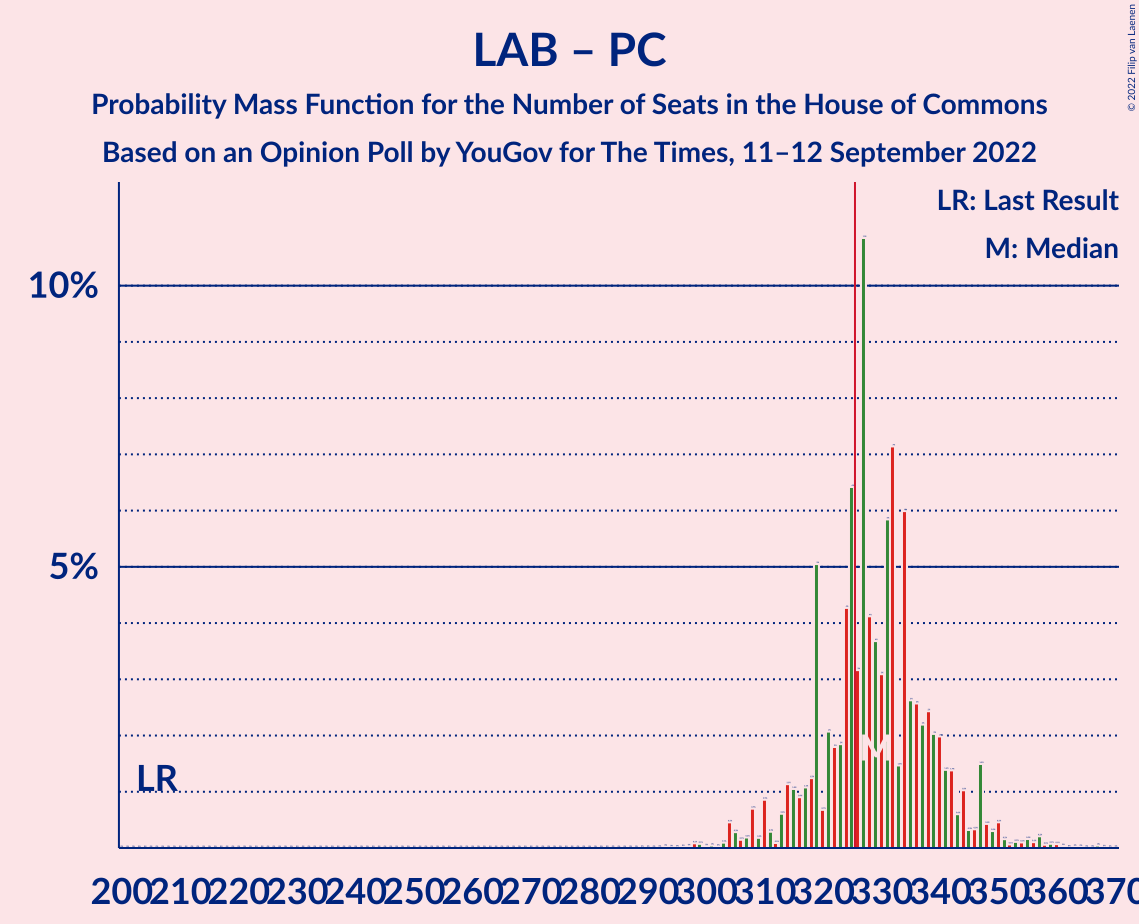 LAB – PC
Probability Mass Function for the Number of Seats in the House of Commons
Based on an Opinion Poll by YouGov for The Times, 11–12 September 2022
© 2022 Filip van Laenen
LR: Last Result
M: Median
10%
5%
LR
M
200 210 220 230 240 250 260 270 280 290 300 310 320 330 340 350 360 370